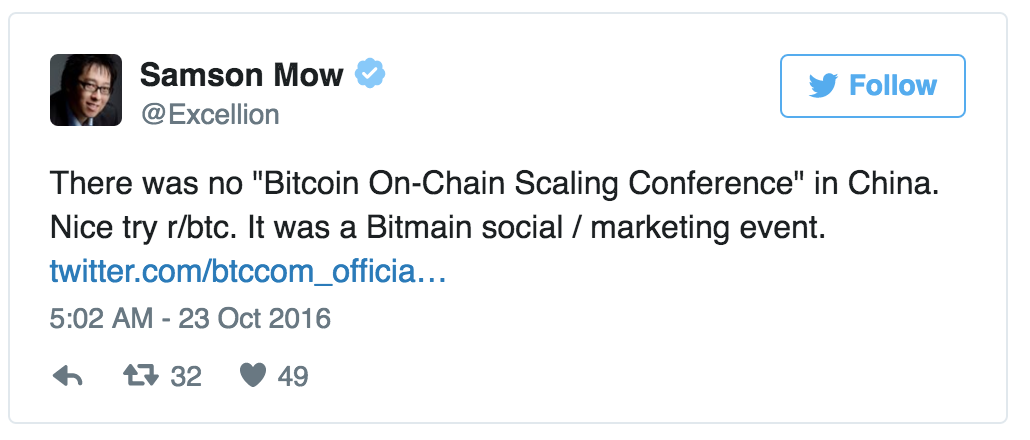 Samson Mow
@Excellion
Follow
There was no "Bitcoin On-Chain Scaling Conference" in China.
Nice try r/btc. It was a Bitmain social / marketing event.
twitter.com/btccom_officia…
5:02 AM - 23 Oct 2016
32 49